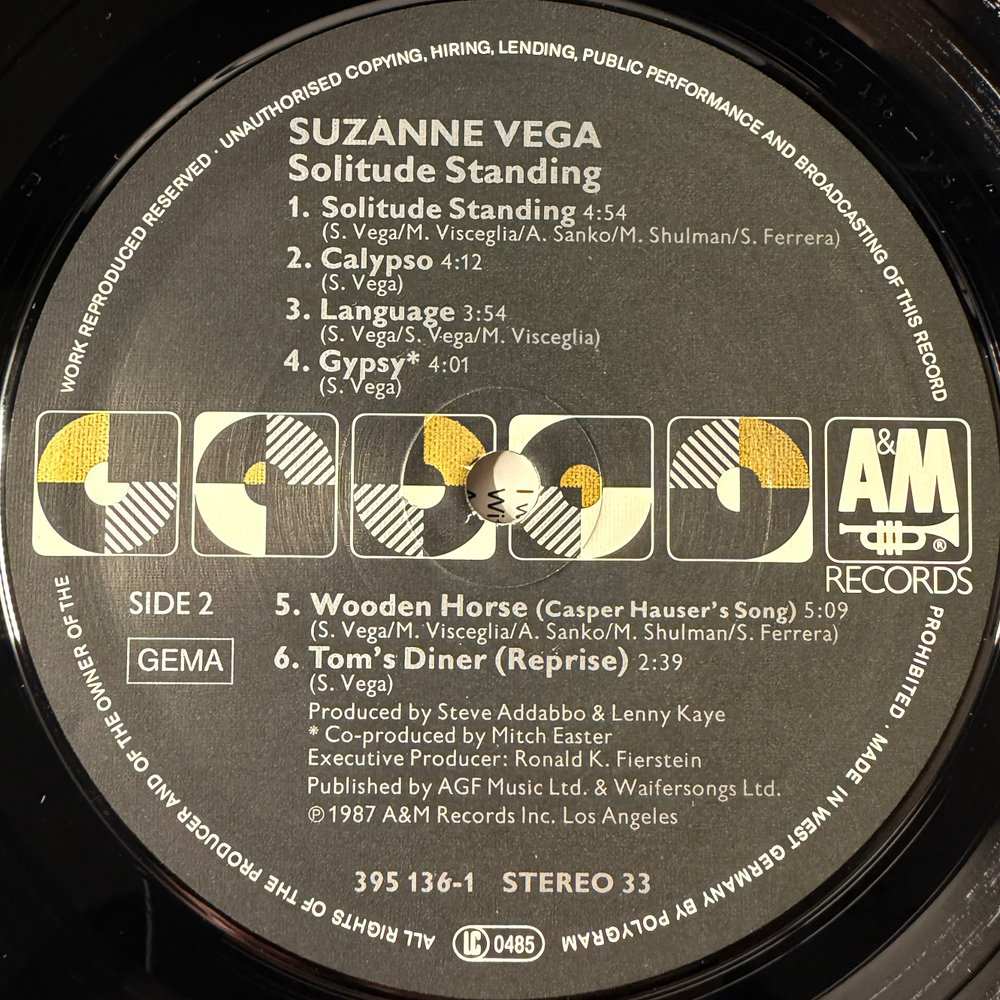 WORK REPRODUCED RESERVED · UNAUTHORISED COPYING, HIRING, LENDING, PUBLIC PERFORMANCE AND BROADCASTING OF THIS RECORD
SUZANNE VEGA
Solitude Standing
1. Solitude Standing 4:54
(S. Vega/M. Visceglia/A. Sanko/M. Shulman/S. Ferrera)
2. Calypso 4:12
(S. Vega)
3. Language 3:54
(S. Vega/S. Vega/M. Visceglia)
4. Gypsy* 4:01
(S. Vega)
A&M
®
RECORDS
SIDE 2
GEMA
5. Wooden Horse (Casper Hauser's Song) 5:09
(S. Vega/M. Visceglia/A. Sanko/M. Shulman/S. Ferrera)
6. Tom's Diner (Reprise) 2:39
(S. Vega)
Produced by Steve Addabbo & Lenny Kaye
* Co-produced by Mitch Easter
Executive Producer: Ronald K. Fierstein
Published by AGF Music Ltd. & Waifersongs Ltd.
℗ 1987 A&M Records Inc. Los Angeles
395 136-1 STEREO 33
PROHIBITED · MADE IN WEST GERMANY BY POLYGRAM
LC 0485
ALL RIGHTS OF THE PRODUCER AND OF THE OWNER OF THE